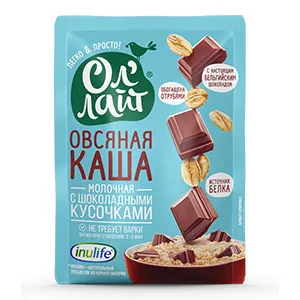 ЛЕГКО & ПРОСТО!
Ол'
лайт
С НАСТОЯЩИМ
БЕЛЬГИЙСКИМ
ШОКОЛАДОМ
ОБОГАЩЕНА
ОТРУБЯМИ
ОВСЯНАЯ
КАША
МОЛОЧНАЯ
С ШОКОЛАДНЫМИ
КУСОЧКАМИ
ИСТОЧНИК
БЕЛКА
НЕ ТРЕБУЕТ ВАРКИ
inulife